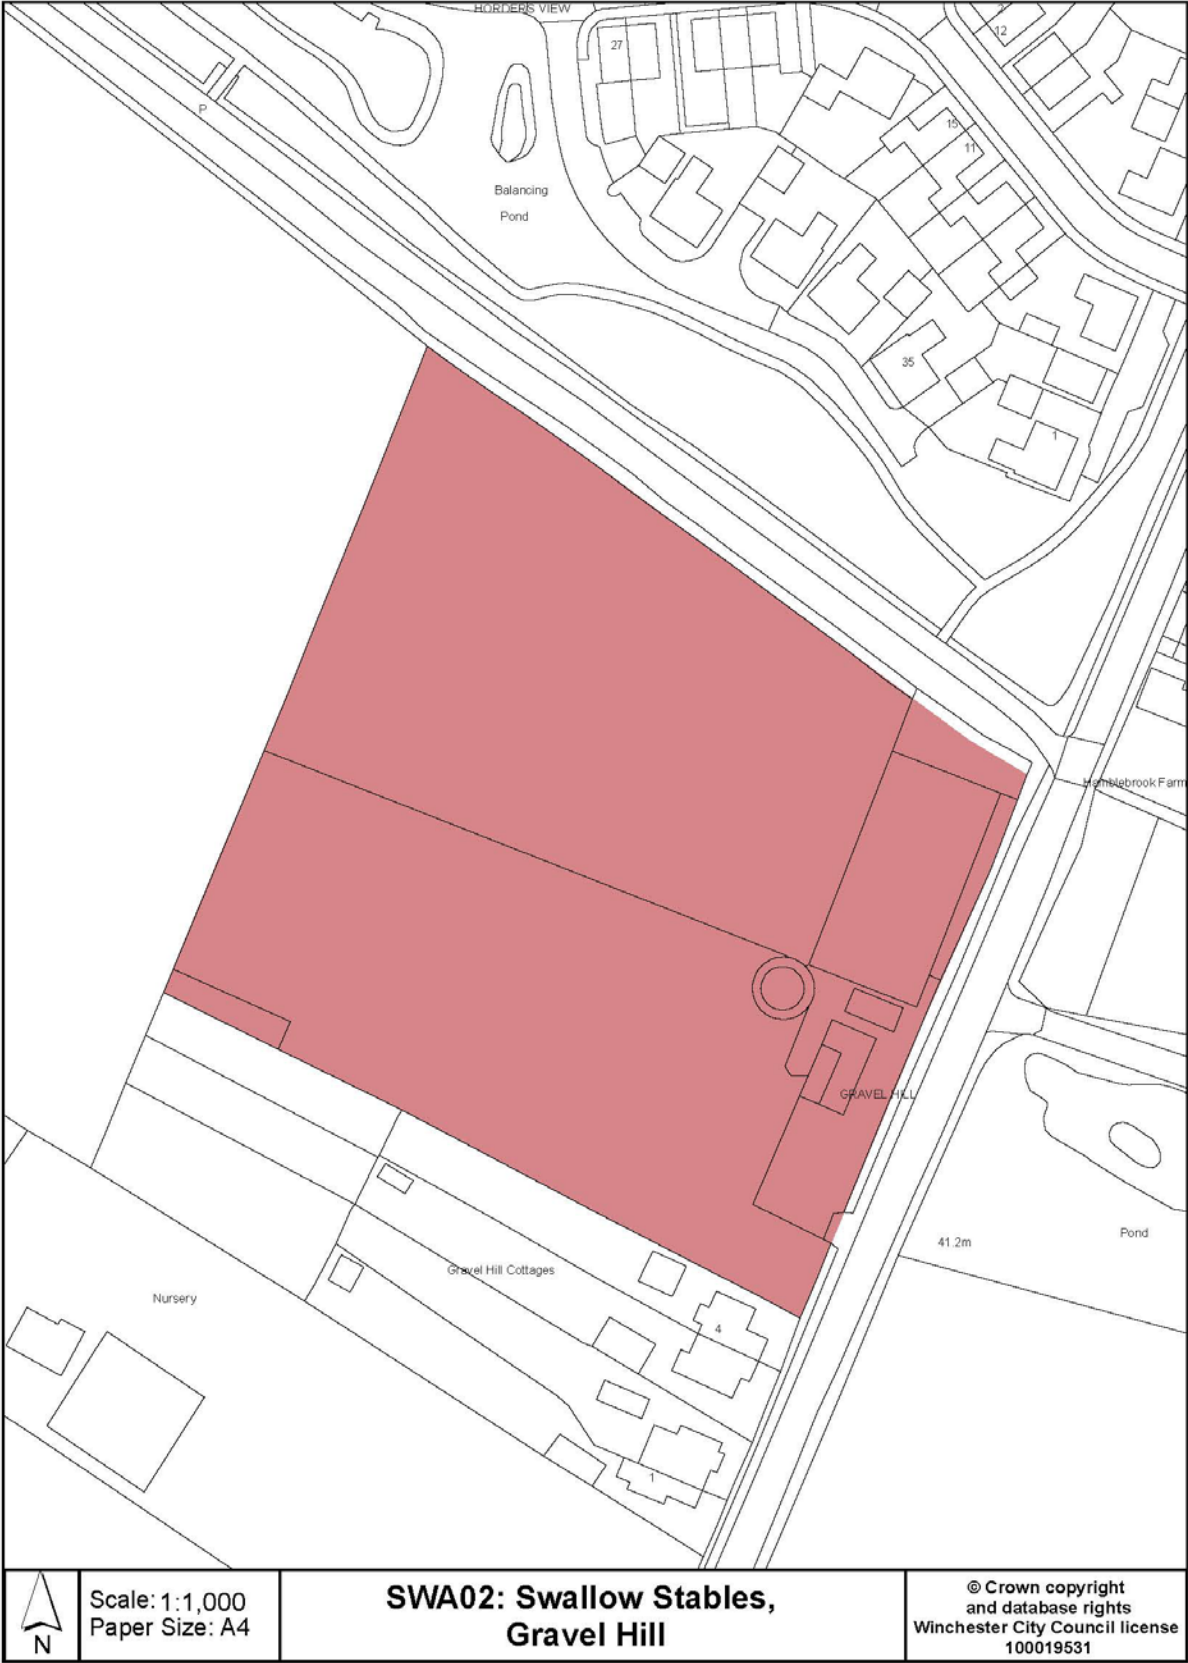 HORDERS VIEW
2
12
27
P
15
11
Balancing
Pond
35
1
Hamblebrook Farm
GRAVEL HILL
41.2m
Pond
Gravel Hill Cottages
Nursery
4
1
N
Scale: 1:1,000
Paper Size: A4
SWA02: Swallow Stables,
Gravel Hill
© Crown copyright
and database rights
Winchester City Council license
100019531